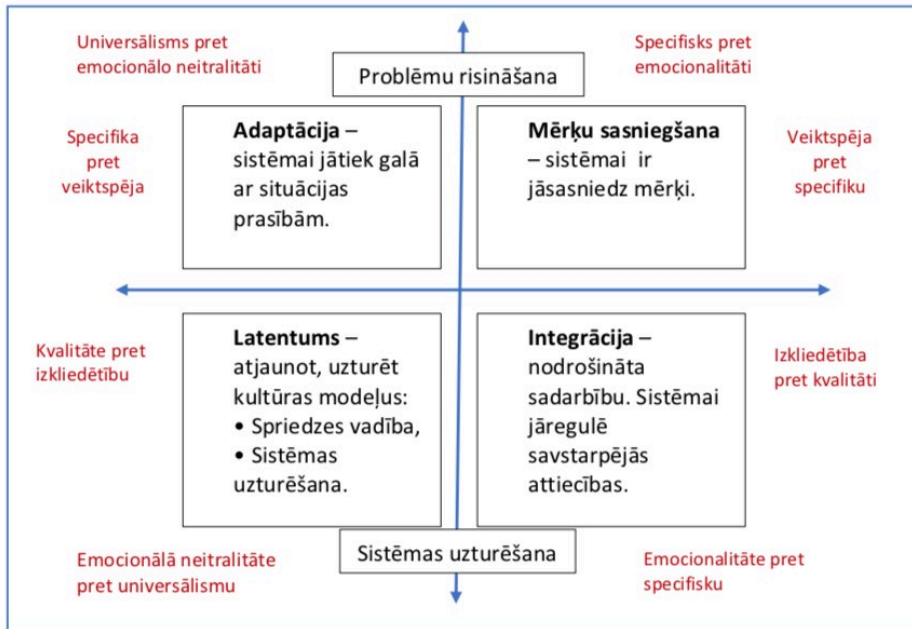 Universālisms pret
emocionālo neitralitāti
Problēmu risināšana
Specifisks pret
emocionalitāti
Specifika
pret
veiktspēja
Adaptācija –
sistēmai jātiek galā
ar situācijas
prasībām.
Mērķu sasniegšana
– sistēmai ir
jāsasniedz mērķi.
Veiktspēja
pret
specifiku
Kvalitāte pret
izkliedētību
Latentums –
atjaunot, uzturēt
kultūras modeļus:
• Spriedzes vadība,
• Sistēmas
uzturēšana.
Integrācija –
nodrošināta
sadarbību. Sistēmai
jāregulē
savstarpējās
attiecības.
Izkliedētība
pret kvalitāti
Emocionālā neitralitāte
pret universālismu
Sistēmas uzturēšana
Emocionalitāte pret
specifisku